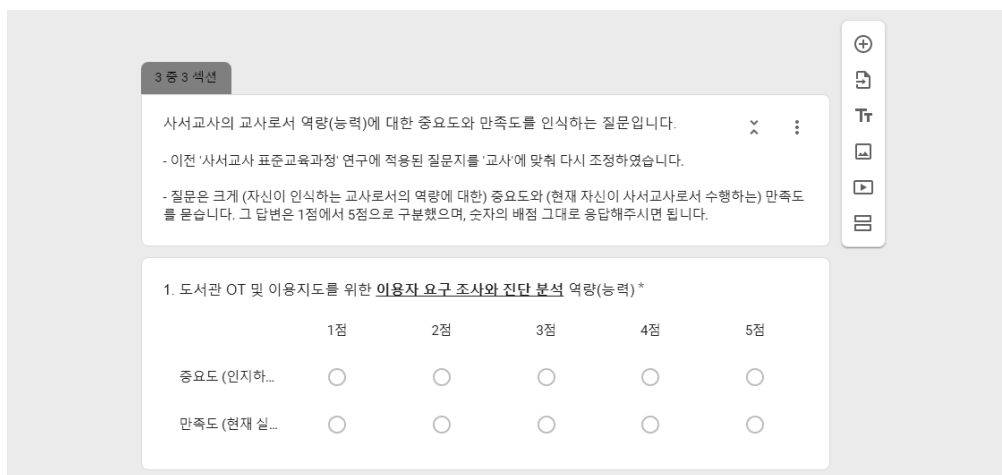 3 중 3 섹션
사서교사의 교사로서 역량(능력)에 대한 중요도와 만족도를 인식하는 질문입니다.
- 이전 '사서교사 표준교육과정' 연구에 적용된 질문지를 '교사'에 맞춰 다시 조정하였습니다.
- 질문은 크게 (자신이 인식하는 교사로서의 역량에 대한) 중요도와 (현재 자신이 사서교사로서 수행하는) 만족도
를 묻습니다. 그 답변은 1점에서 5점으로 구분했으며, 숫자의 배점 그대로 응답해주시면 됩니다.
1. 도서관 OT 및 이용지도를 위한 이용자 요구 조사와 진단 분석 역량(능력) *
1점 2점 3점 4점 5점
중요도 (인지하...
만족도 (현재 실...
Tт